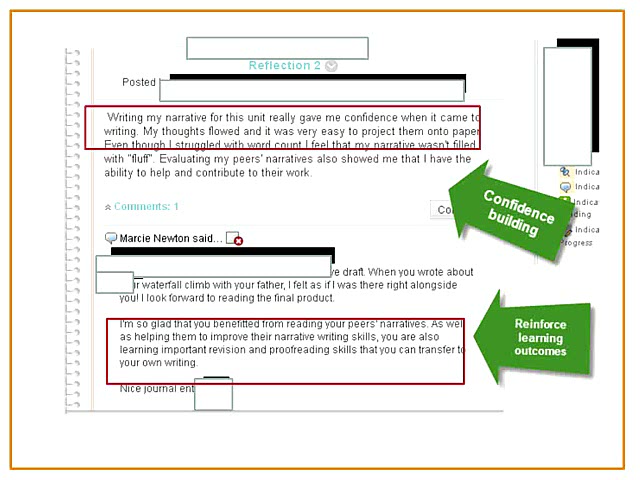 Reflection 2
Posted
Writing my narrative for this unit really gave me confidence when it came to
writing. My thoughts flowed and it was very easy to project them onto paper
Even though I struggled with word count I feel that my narrative wasn't filled
with "fluff". Evaluating my peers' narratives also showed me that I have the
ability to help and contribute to their work.
Comments: 1
Confidence
building
Marcie Newton said...
ve draft. When you wrote about
waterfall climb with your father, I felt as if I was there right alongside
you! I look forward to reading the final product.
I'm so glad that you benefitted from reading your peers' narratives. As well
as helping them to improve their narrative writing skills, you are also
learning important revision and proofreading skills that you can transfer to
your own writing.
Reinforce
learning
outcomes
Nice journal ent
Indica
Indica
Indica
ding
Indica
Progress